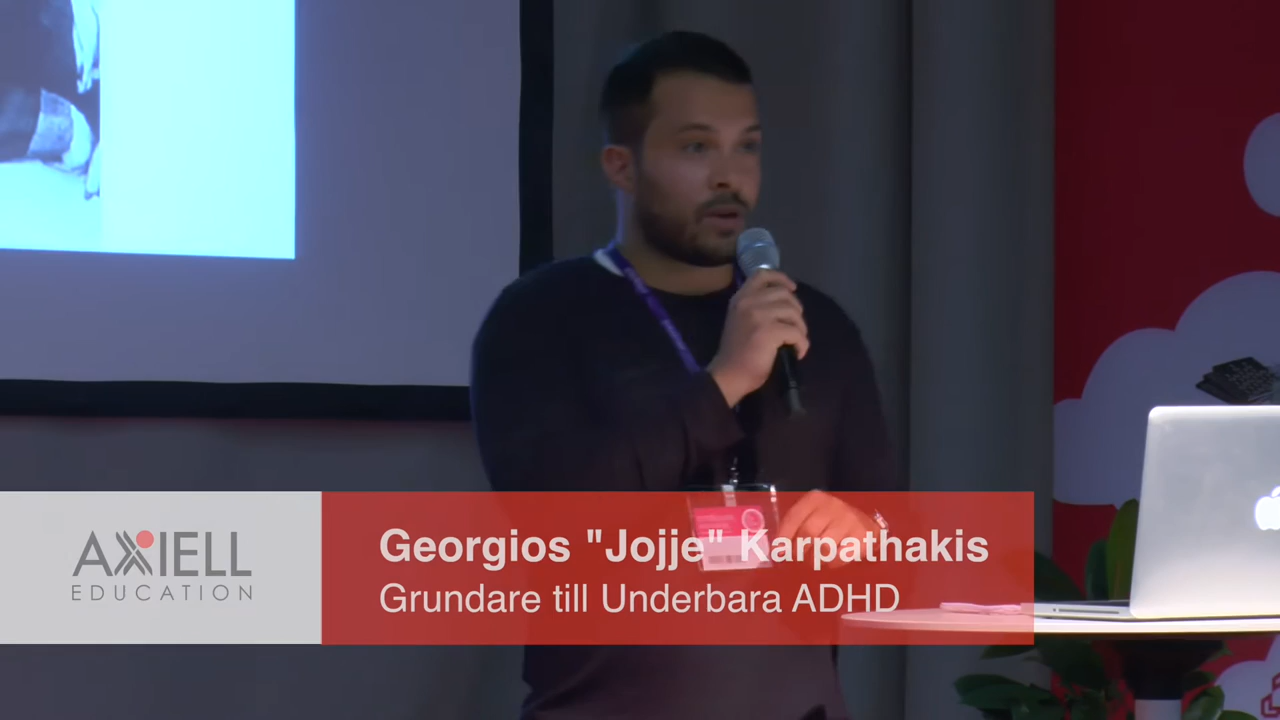 AXIELL
EDUCATION
Georgios "Jojje" Karpathakis
Grundare till Underbara ADHD